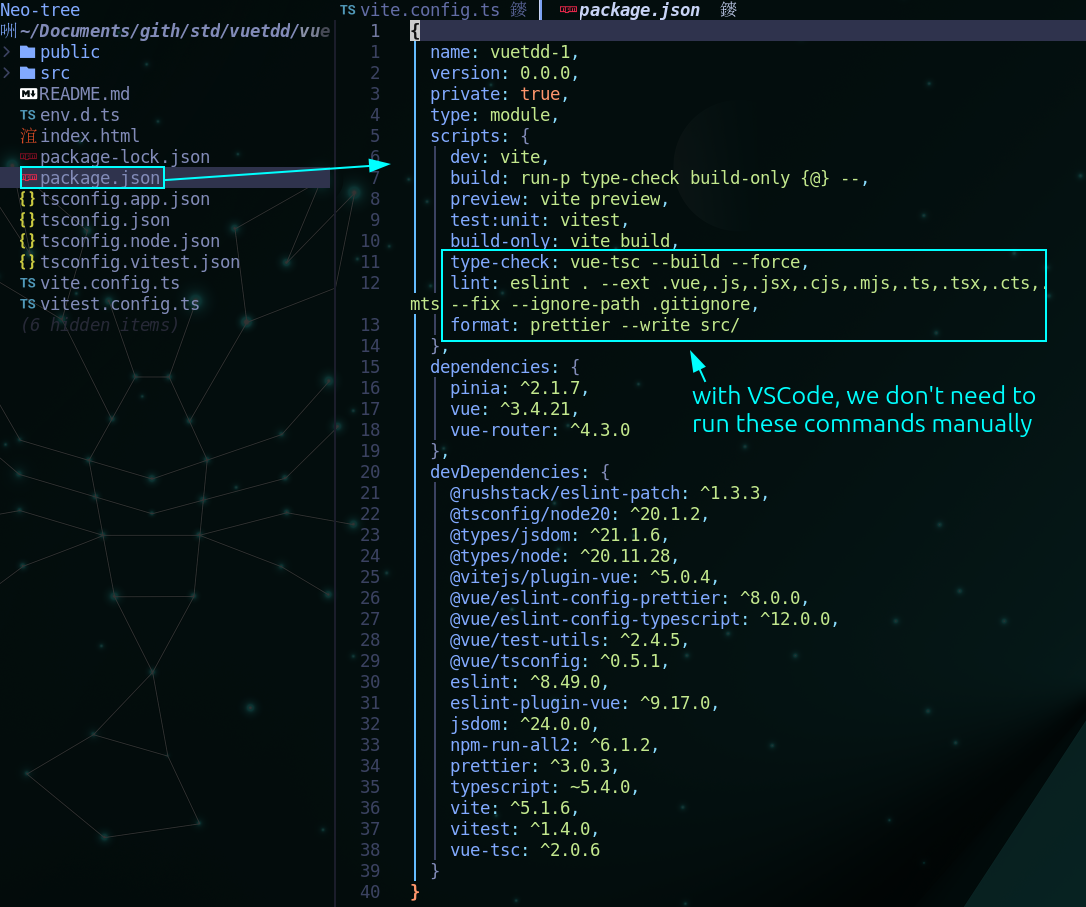 Neo-tree
~/Documents/gith/std/vuetdd/vue
public
src
README.md
TS env.d.ts
index.html
package-lock.json
package.json
{} tsconfig.app.json
{} tsconfig.json
{} tsconfig.node.json
{} tsconfig.vitest.json
TS vite.config.ts
TS vitest.config.ts
(6 hidden items)
TS vite.config.ts
package.json
1 {
1 name: vuetdd-1,
2 version: 0.0.0,
3 private: true,
4 type: module,
5 scripts: {
6 dev: vite,
7 build: run-p type-check build-only {@} --,
8 preview: vite preview,
9 test:unit: vitest,
10 build-only: vite build,
11 type-check: vue-tsc --build --force,
12 lint: eslint . --ext .vue,.js,.jsx,.cjs,.mjs,.ts,.tsx,.cts,.
mts --fix --ignore-path .gitignore,
13 format: prettier --write src/
14 },
15 dependencies: {
16 pinia: ^2.1.7,
17 vue: ^3.4.21,
18 vue-router: ^4.3.0
19 },
20 devDependencies: {
21 @rushstack/eslint-patch: ^1.3.3,
22 @tsconfig/node20: ^20.1.2,
23 @types/jsdom: ^21.1.6,
24 @types/node: ^20.11.28,
25 @vitejs/plugin-vue: ^5.0.4,
26 @vue/eslint-config-prettier: ^8.0.0,
27 @vue/eslint-config-typescript: ^12.0.0,
28 @vue/test-utils: ^2.4.5,
29 @vue/tsconfig: ^0.5.1,
30 eslint: ^8.49.0,
31 eslint-plugin-vue: ^9.17.0,
32 jsdom: ^24.0.0,
33 npm-run-all2: ^6.1.2,
34 prettier: ^3.0.3,
35 typescript: ~5.4.0,
36 vite: ^5.1.6,
37 vitest: ^1.4.0,
38 vue-tsc: ^2.0.6
39 }
40 }
with VSCode, we don't need to
run these commands manually